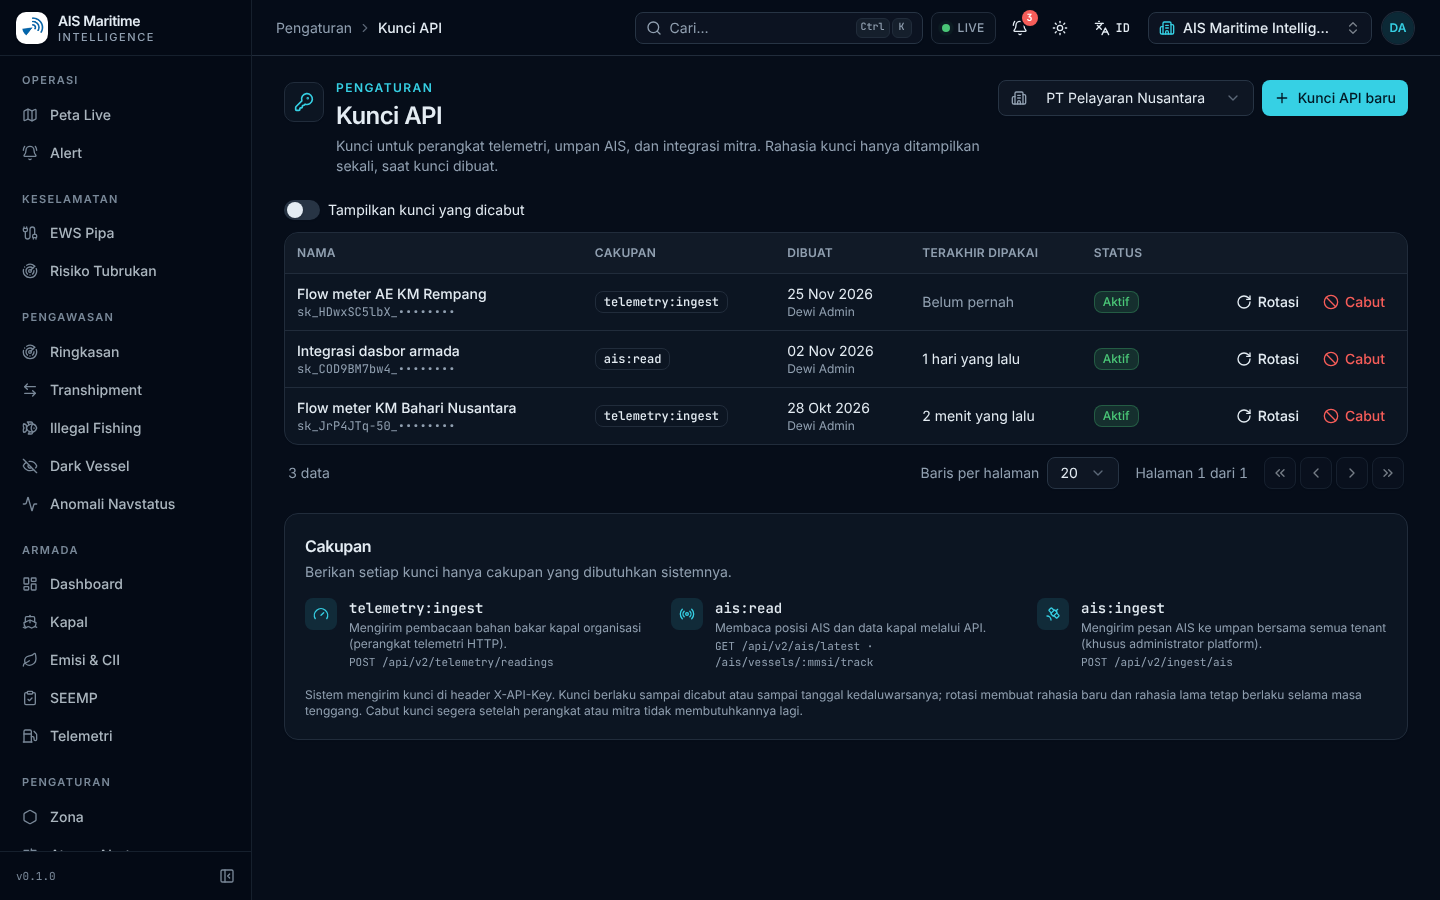 AIS Maritime
INTELLIGENCE
Pengaturan > Kunci API
Cari...
Ctrl K
LIVE
3
ID
AIS Maritime Intellig...
DA
OPERASI
Peta Live
Alert
KESELAMATAN
EWS Pipa
Risiko Tubrukan
PENGAWASAN
Ringkasan
Transhipment
Illegal Fishing
Dark Vessel
Anomali Navstatus
ARMADA
Dashboard
Kapal
Emisi & CII
SEEMP
Telemetri
PENGATURAN
Zona
v0.1.0
PENGATURAN
Kunci API
Kunci untuk perangkat telemetri, umpan AIS, dan integrasi mitra. Rahasia kunci hanya ditampilkan
sekali, saat kunci dibuat.
PT Pelayaran Nusantara
+ Kunci API baru
Tampilkan kunci yang dicabut
NAMA CAKUPAN DIBUAT TERAKHIR DIPAKAI STATUS
Flow meter AE KM Rempang telemetry:ingest 25 Nov 2026 Belum pernah Aktif Rotasi Cabut
sk_HDwxSC5lbX_•••••••• Dewi Admin
Integrasi dasbor armada ais:read 02 Nov 2026 1 hari yang lalu Aktif Rotasi Cabut
sk_COD9BM7bw4_•••••••• Dewi Admin
Flow meter KM Bahari Nusantara telemetry:ingest 28 Okt 2026 2 menit yang lalu Aktif Rotasi Cabut
sk_JrP4JTq-50_•••••••• Dewi Admin
3 data
Baris per halaman 20 Halaman 1 dari 1
Cakupan
Berikan setiap kunci hanya cakupan yang dibutuhkan sistemnya.
telemetry:ingest
Mengirim pembacaan bahan bakar kapal organisasi
(perangkat telemetri HTTP).
POST /api/v2/telemetry/readings
ais:read
Membaca posisi AIS dan data kapal melalui API.
GET /api/v2/ais/latest ·
/ais/vessels/:mmsi/track
ais:ingest
Mengirim pesan AIS ke umpan bersama semua tenant
(khusus administrator platform).
POST /api/v2/ingest/ais
Sistem mengirim kunci di header X-API-Key. Kunci berlaku sampai dicabut atau sampai tanggal kedaluwarsanya; rotasi membuat rahasia baru dan rahasia lama tetap berlaku selama masa
tenggang. Cabut kunci segera setelah perangkat atau mitra tidak membutuhkannya lagi.